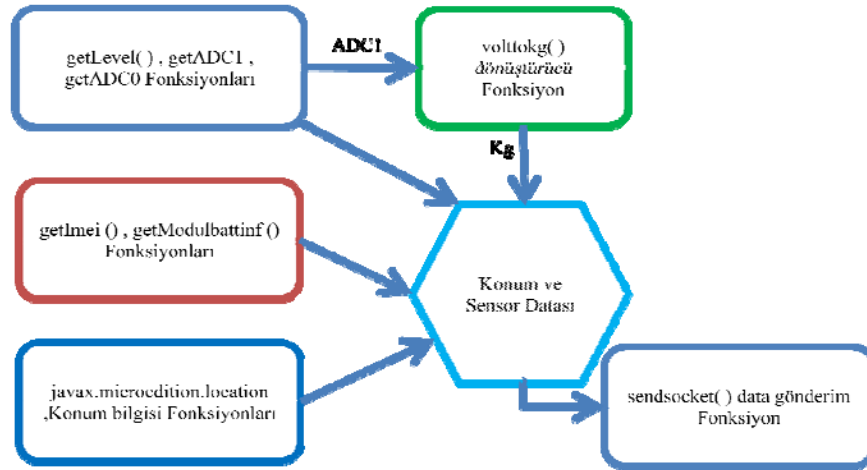 getLevel( ) , getADC1 ,
getADC0 Fonksiyonları
ADC1
volttokg( )
dönüştürücü
Fonksiyon
Kg
getImei () , getModulbattinf ()
Fonksiyonları
Konum ve
Sensor Datası
javax.microedition.location
,Konum bilgisi Fonksiyonları
sendsocket( ) data gönderim
Fonksiyon